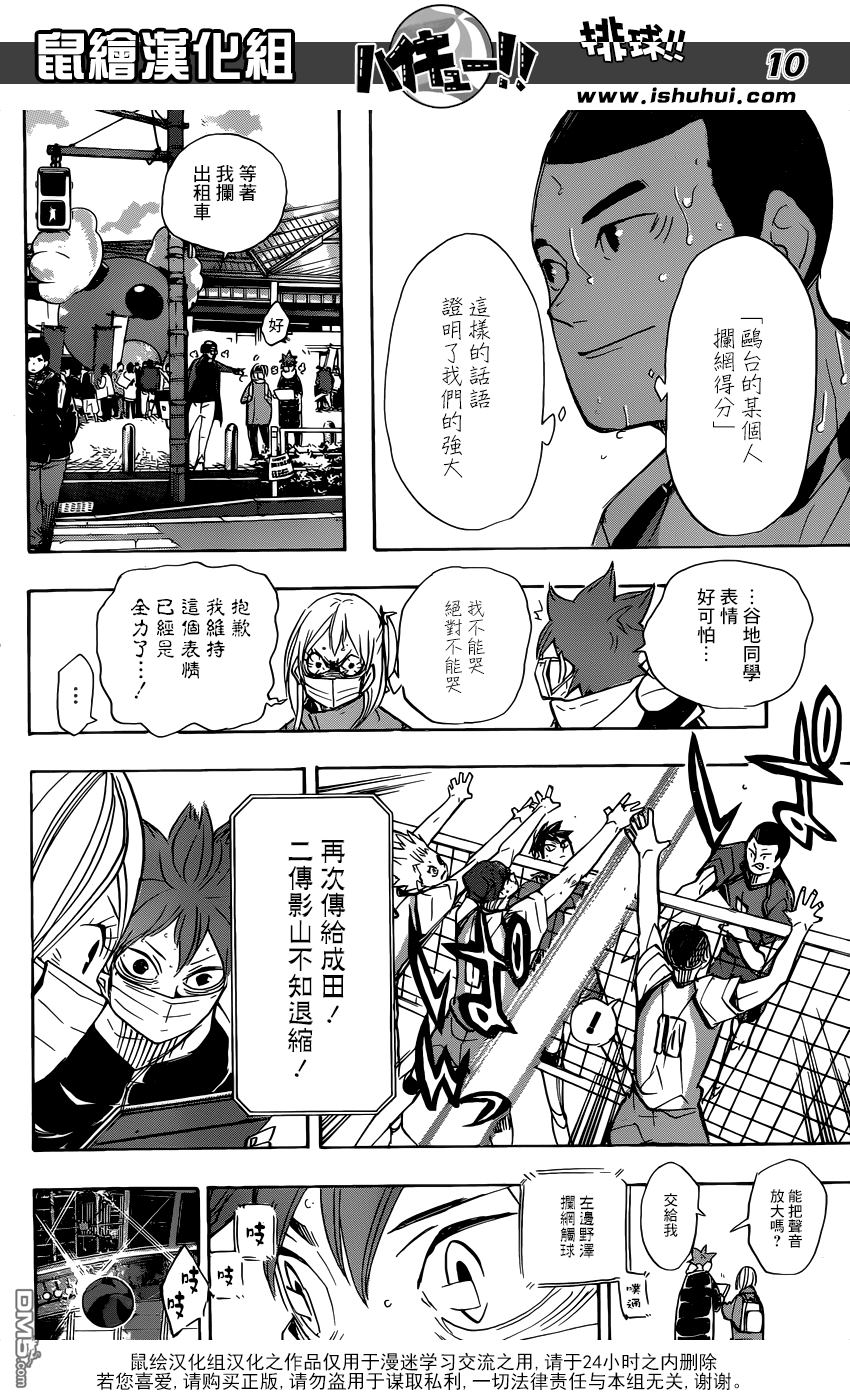 鼠繪漢化組
ハイキュー!!
排球!!
10
www.ishuhui.com
「鷗台的某個人
攔網得分」
這樣的話語
證明了我們的強大
等著
我攔
出租車
好
…谷地同學
表情
好可怕…
我不能哭
絕對不能哭
抱歉
我維持
這個表情
已經是
全力了…!
…
!
再次傳給成田!
二傳影山不知退縮!
能把聲音
放大嗎?
交給我
左邊野澤
攔網觸球
噗通
吱
吱
吱吱
DM5.com
鼠绘汉化组汉化之作品仅用于漫迷学习交流之用, 请于24小时之内删除
若您喜爱, 请购买正版, 请勿盗用于谋取私利, 一切法律责任与本组无关, 谢谢。